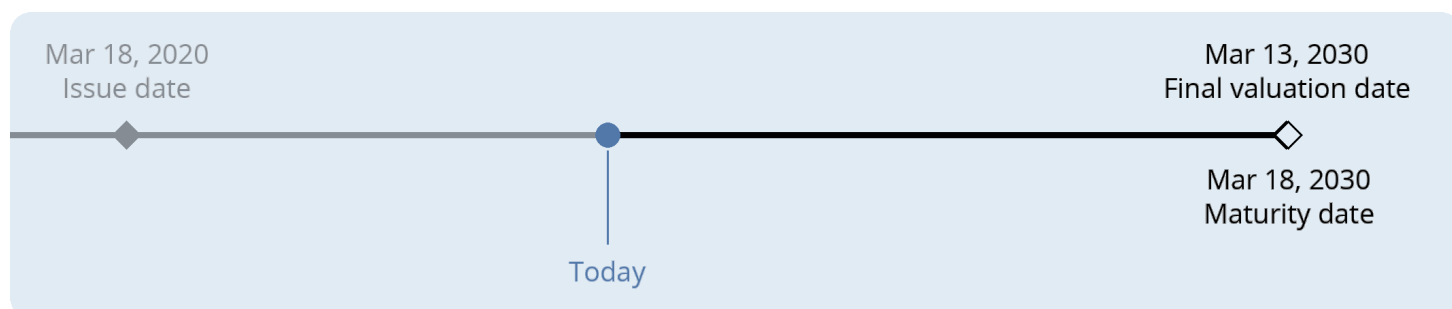 Mar 18, 2020
Issue date
Mar 13, 2030
Final valuation date
Mar 18, 2030
Maturity date
Today